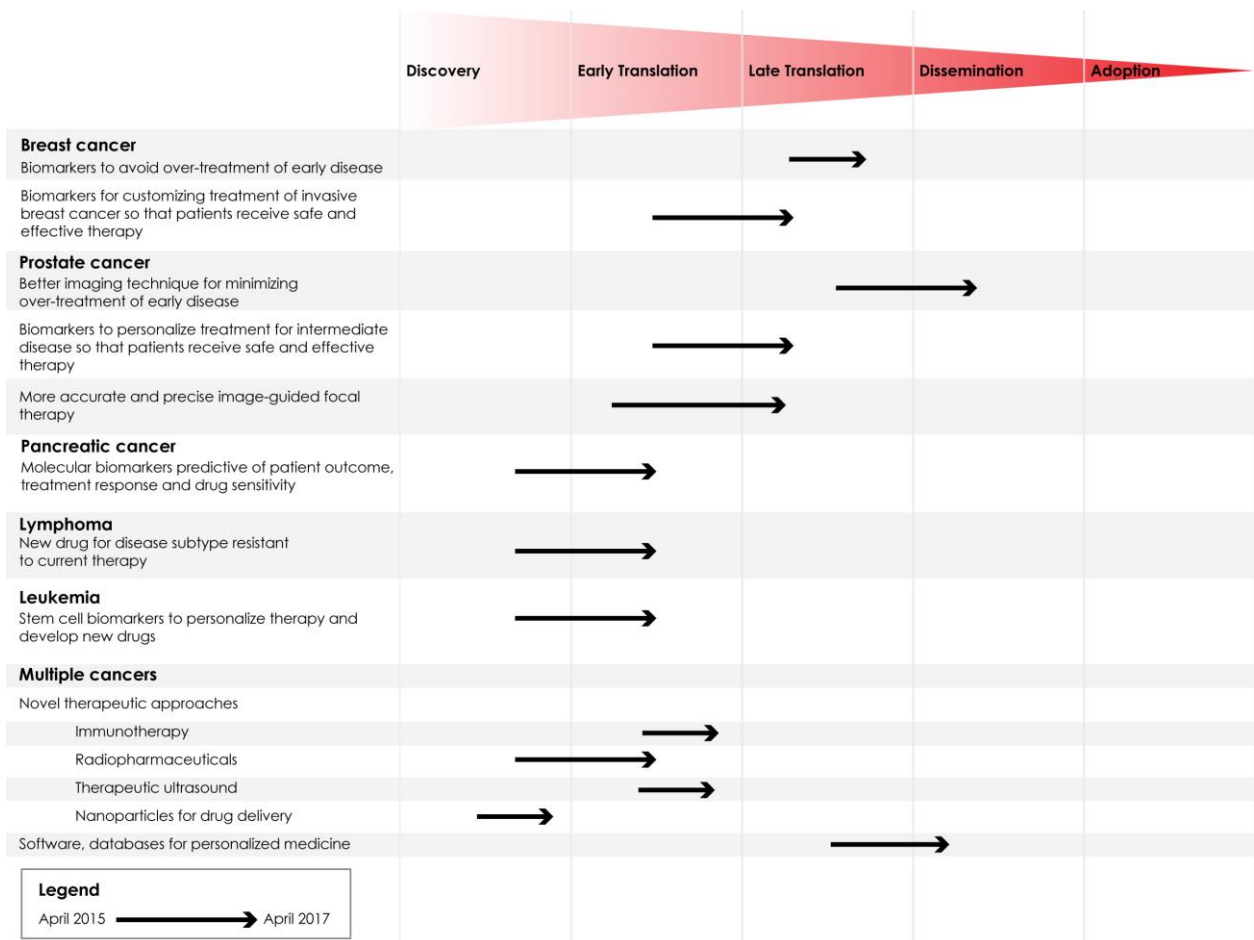 Discovery
Early Translation
Late Translation
Dissemination
Adoption
Breast cancer
Biomarkers to avoid over-treatment of early disease
Biomarkers for customizing treatment of invasive
breast cancer so that patients receive safe and
effective therapy
Prostate cancer
Better imaging technique for minimizing
over-treatment of early disease
Biomarkers to personalize treatment for intermediate
disease so that patients receive safe and effective
therapy
More accurate and precise image-guided focal
therapy
Pancreatic cancer
Molecular biomarkers predictive of patient outcome,
treatment response and drug sensitivity
Lymphoma
New drug for disease subtype resistant
to current therapy
Leukemia
Stem cell biomarkers to personalize therapy and
develop new drugs
Multiple cancers
Novel therapeutic approaches
Immunotherapy
Radiopharmaceuticals
Therapeutic ultrasound
Nanoparticles for drug delivery
Software, databases for personalized medicine
Legend
April 2015
April 2017